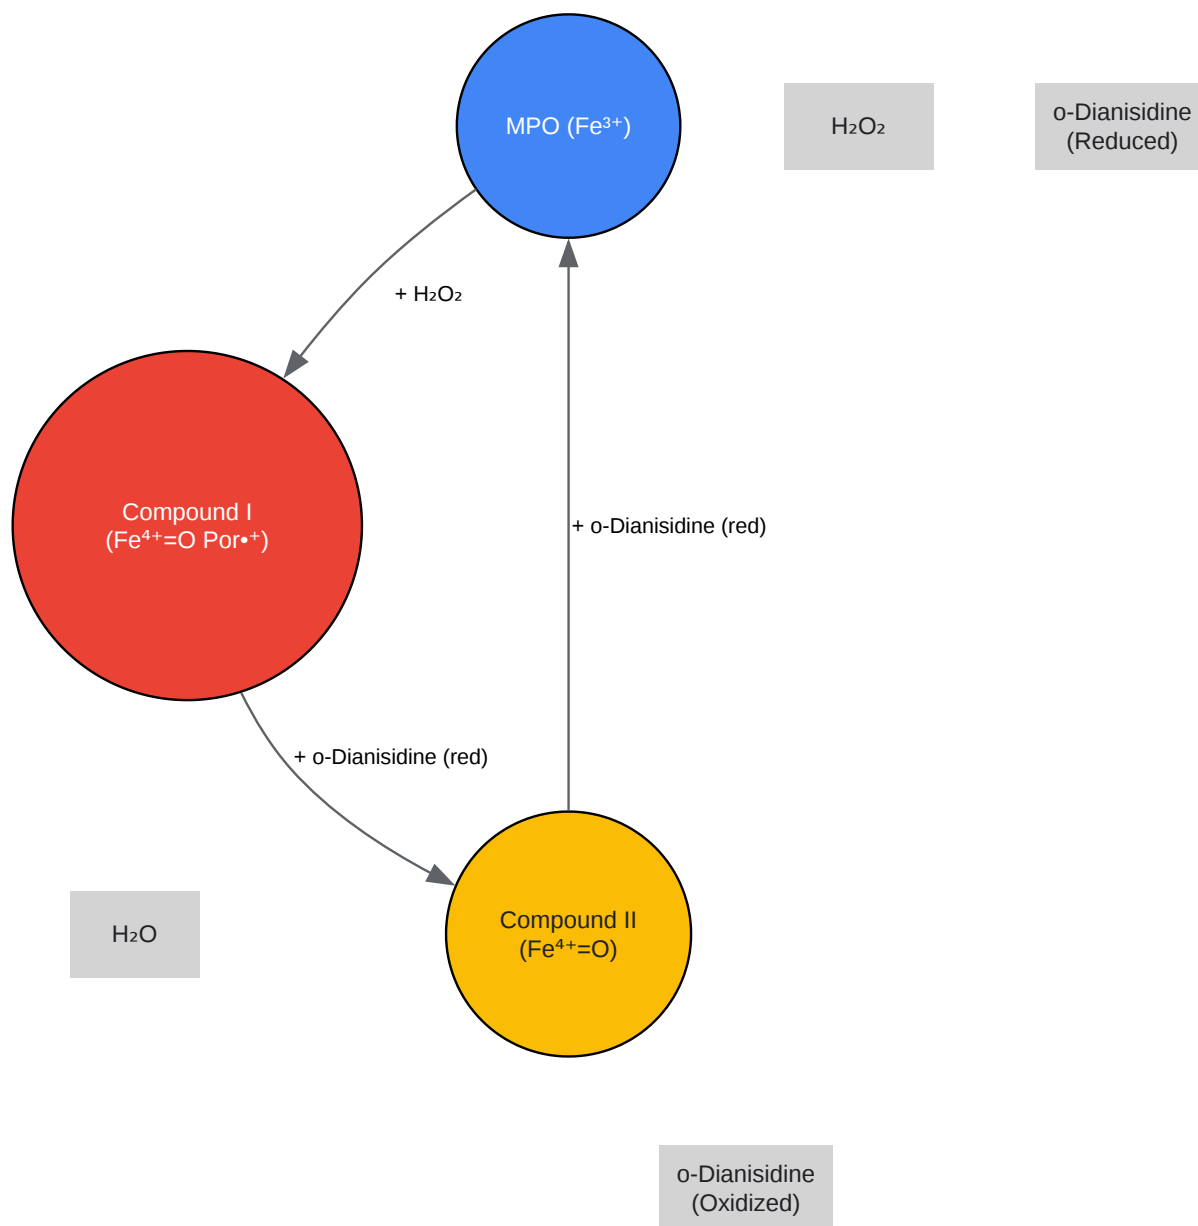 MPO (Fe³⁺)
H₂O₂
o-Dianisidine
(Reduced)
+ H₂O₂
Compound I
(Fe⁴⁺=O Por•⁺)
+ o-Dianisidine (red)
+ o-Dianisidine (red)
H₂O
Compound II
(Fe⁴⁺=O)
o-Dianisidine
(Oxidized)